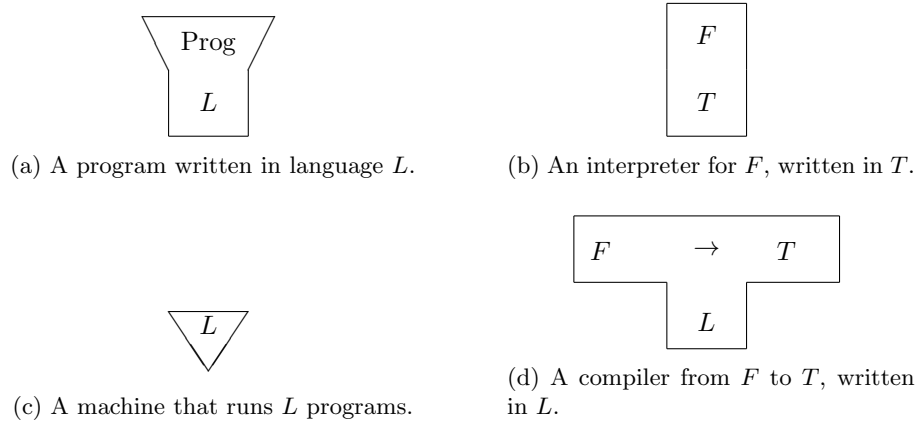 Prog
L
(a) A program written in language L.
F
T
(b) An interpreter for F, written in T.
L
(c) A machine that runs L programs.
F → T
L
(d) A compiler from F to T, written
in L.